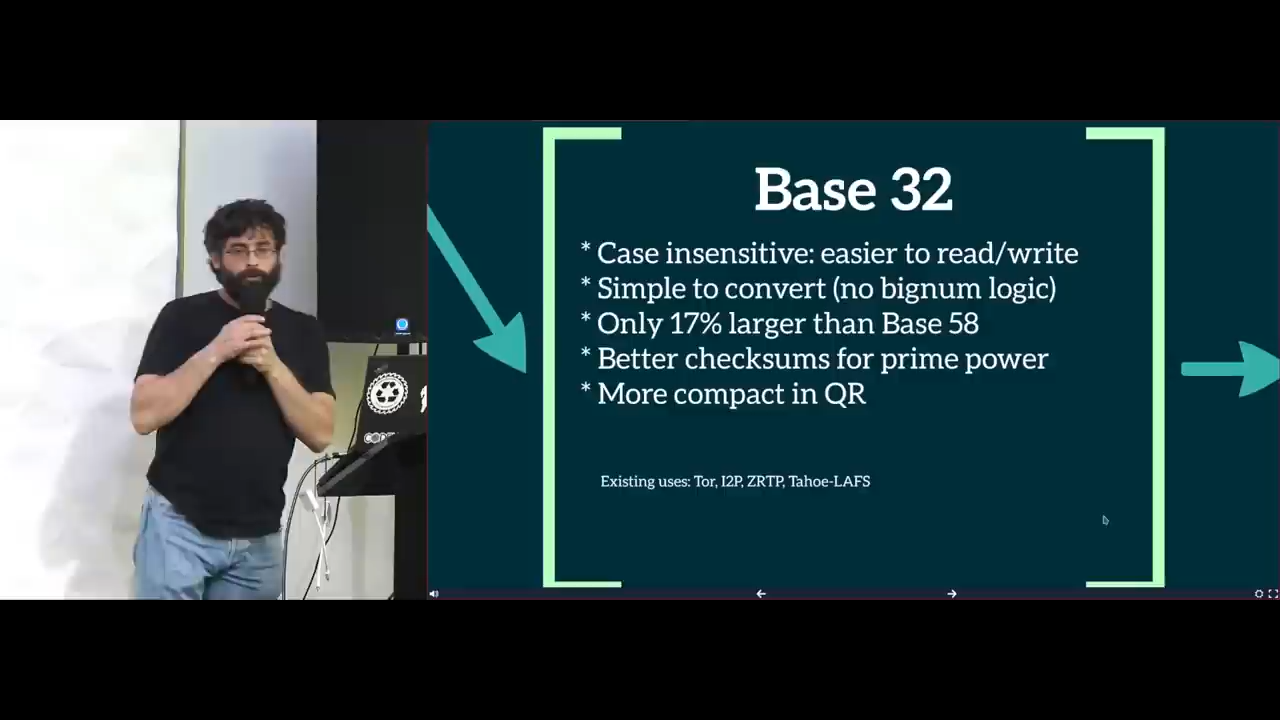 Base 32
* Case insensitive: easier to read/write
* Simple to convert (no bignum logic)
* Only 17% larger than Base 58
* Better checksums for prime power
* More compact in QR
Existing uses: Tor, I2P, ZRTP, Tahoe-LAFS